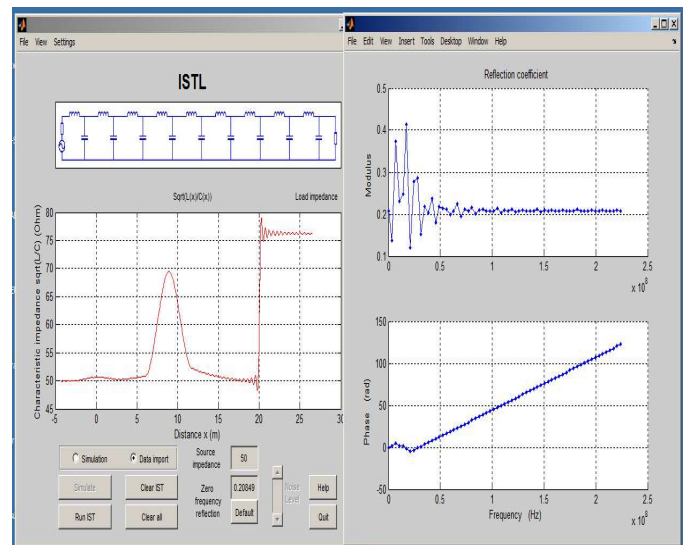 File View Settings
ISTL
Sqrt(L(x)/C(x)) Load impedance
Characteristic impedance sqrt(L/C) (Ohm)
80
75
70
65
60
55
50
45
-5 0 5 10 15 20 25 30
Distance x (m)
Simulation
Data import
Source impedance
50
Simulate
Clear IST
Zero frequency reflection
0.20849
Noise Level
Help
Run IST
Clear all
Default
Quit
File Edit View Insert Tools Desktop Window Help
Reflection coefficient
Modulus
0.5
0.4
0.3
0.2
0.1
0 0.5 1 1.5 2 2.5
x 10^8
Phase (rad)
150
100
50
0
-50
0 0.5 1 1.5 2 2.5
x 10^8
Frequency (Hz)